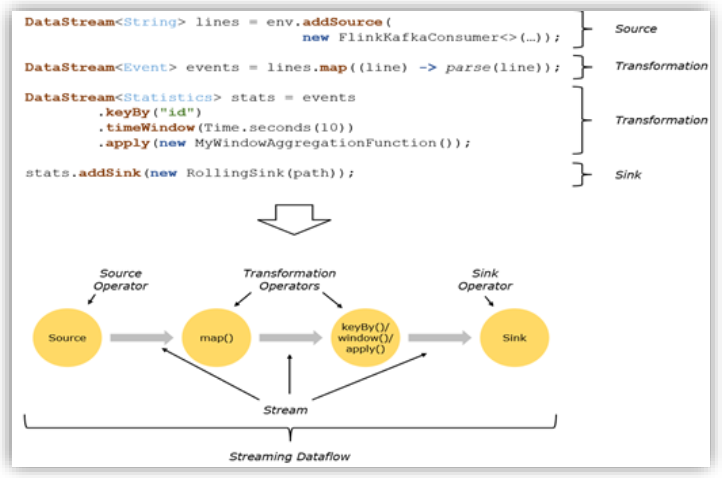 DataStream<String> lines = env.addSource(
new FlinkKafkaConsumer<>(…));
Source
DataStream<Event> events = lines.map((line) -> parse(line));
Transformation
DataStream<Statistics> stats = events
.keyBy("id")
.timeWindow(Time.seconds(10))
.apply(new MyWindowAggregationFunction());
Transformation
stats.addSink(new RollingSink(path));
Sink
Source
Operator
Transformation
Operators
Sink
Operator
Source
map()
keyBy()/
window()/
apply()
Sink
Stream
Streaming Dataflow